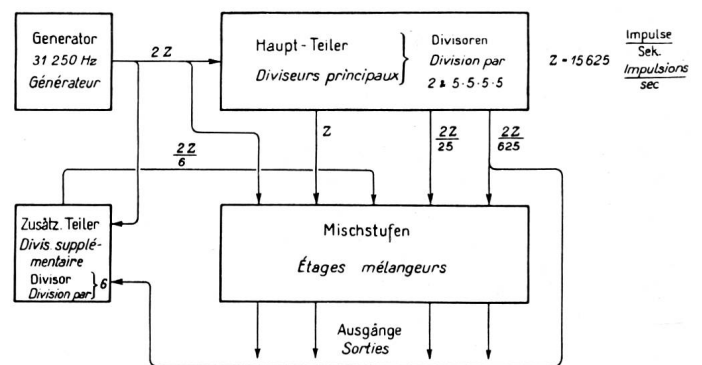 Generator
31 250 Hz
Générateur
2 Z
Haupt-Teiler
Diviseurs principaux
Divisoren
Division par
2 & 5·5·5·5
Z = 15 625
Impulse
Sek.
Impulsions
sec
Z
2Z
25
2Z
625
2Z
6
Zusätz. Teiler
Divis. supplé-
mentaire
Divisor
Division par
6
Mischstufen
Étages mélangeurs
Ausgänge
Sorties